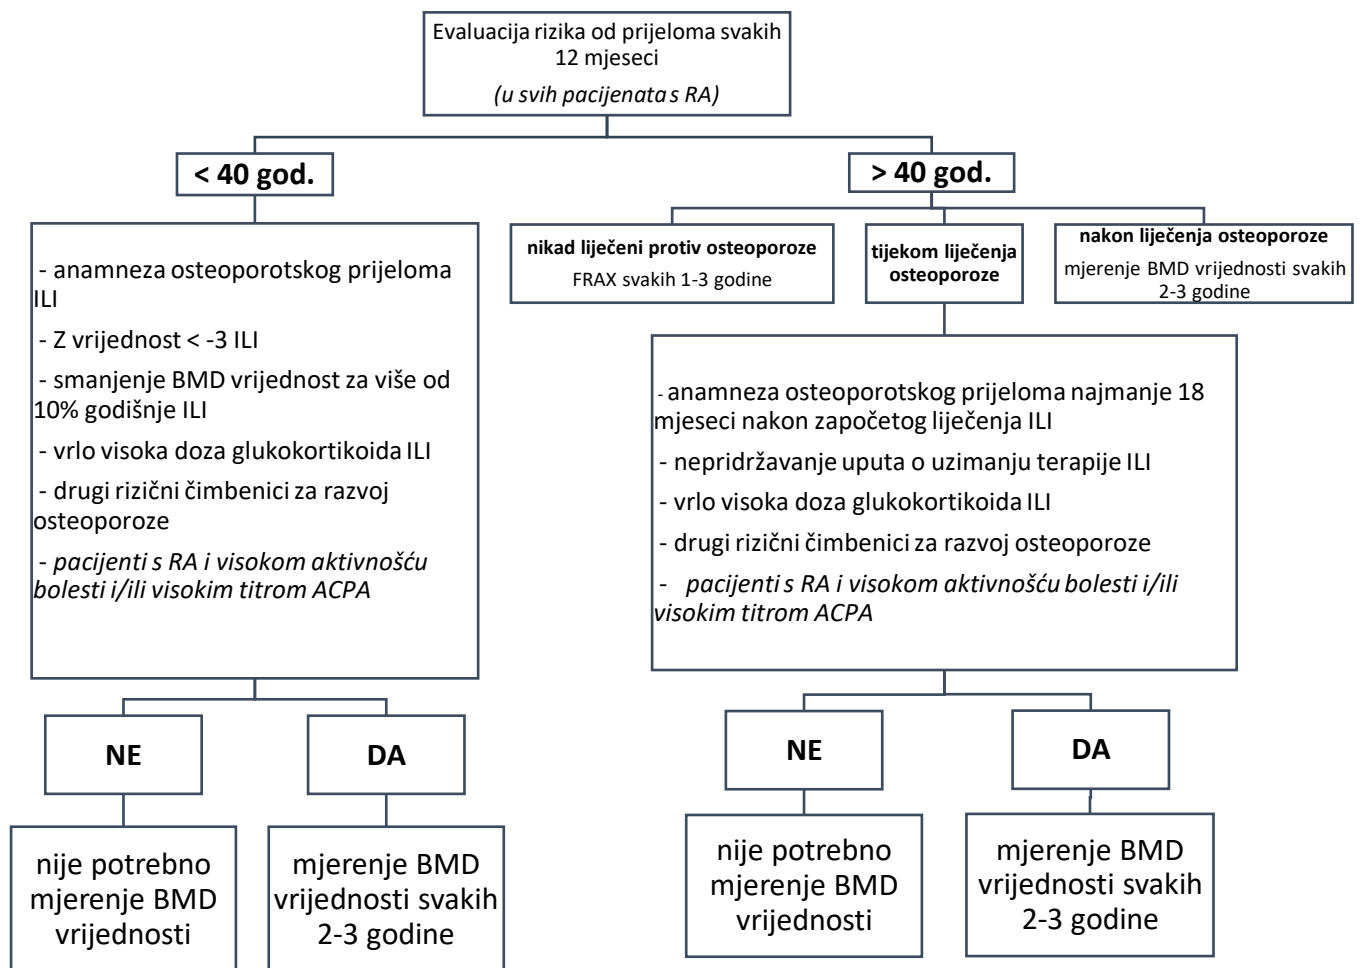 Evaluacija rizika od prijeloma svakih
12 mjeseci
(u svih pacijenata s RA)
< 40 god.
> 40 god.
- anamneza osteoporotskog prijeloma
ILI
- Z vrijednost < -3 ILI
- smanjenje BMD vrijednost za više od
10% godišnje ILI
- vrlo visoka doza glukokortikoida ILI
- drugi rizični čimbenici za razvoj
osteoporoze
- pacijenti s RA i visokom aktivnošću
bolesti i/ili visokim titrom ACPA
nikad liječeni protiv osteoporoze
FRAX svakih 1-3 godine
tijekom liječenja
osteoporoze
nakon liječenja osteoporoze
mjerenje BMD vrijednosti svakih
2-3 godine
- anamneza osteoporotskog prijeloma najmanje 18
mjeseci nakon započetog liječenja ILI
- nepridržavanje uputa o uzimanju terapije ILI
- vrlo visoka doza glukokortikoida ILI
- drugi rizični čimbenici za razvoj osteoporoze
- pacijenti s RA i visokom aktivnošću bolesti i/ili
visokim titrom ACPA
NE
DA
nije potrebno
mjerenje BMD
vrijednosti
mjerenje BMD
vrijednosti svakih
2-3 godine
NE
DA
nije potrebno
mjerenje BMD
vrijednosti
mjerenje BMD
vrijednosti svakih
2-3 godine